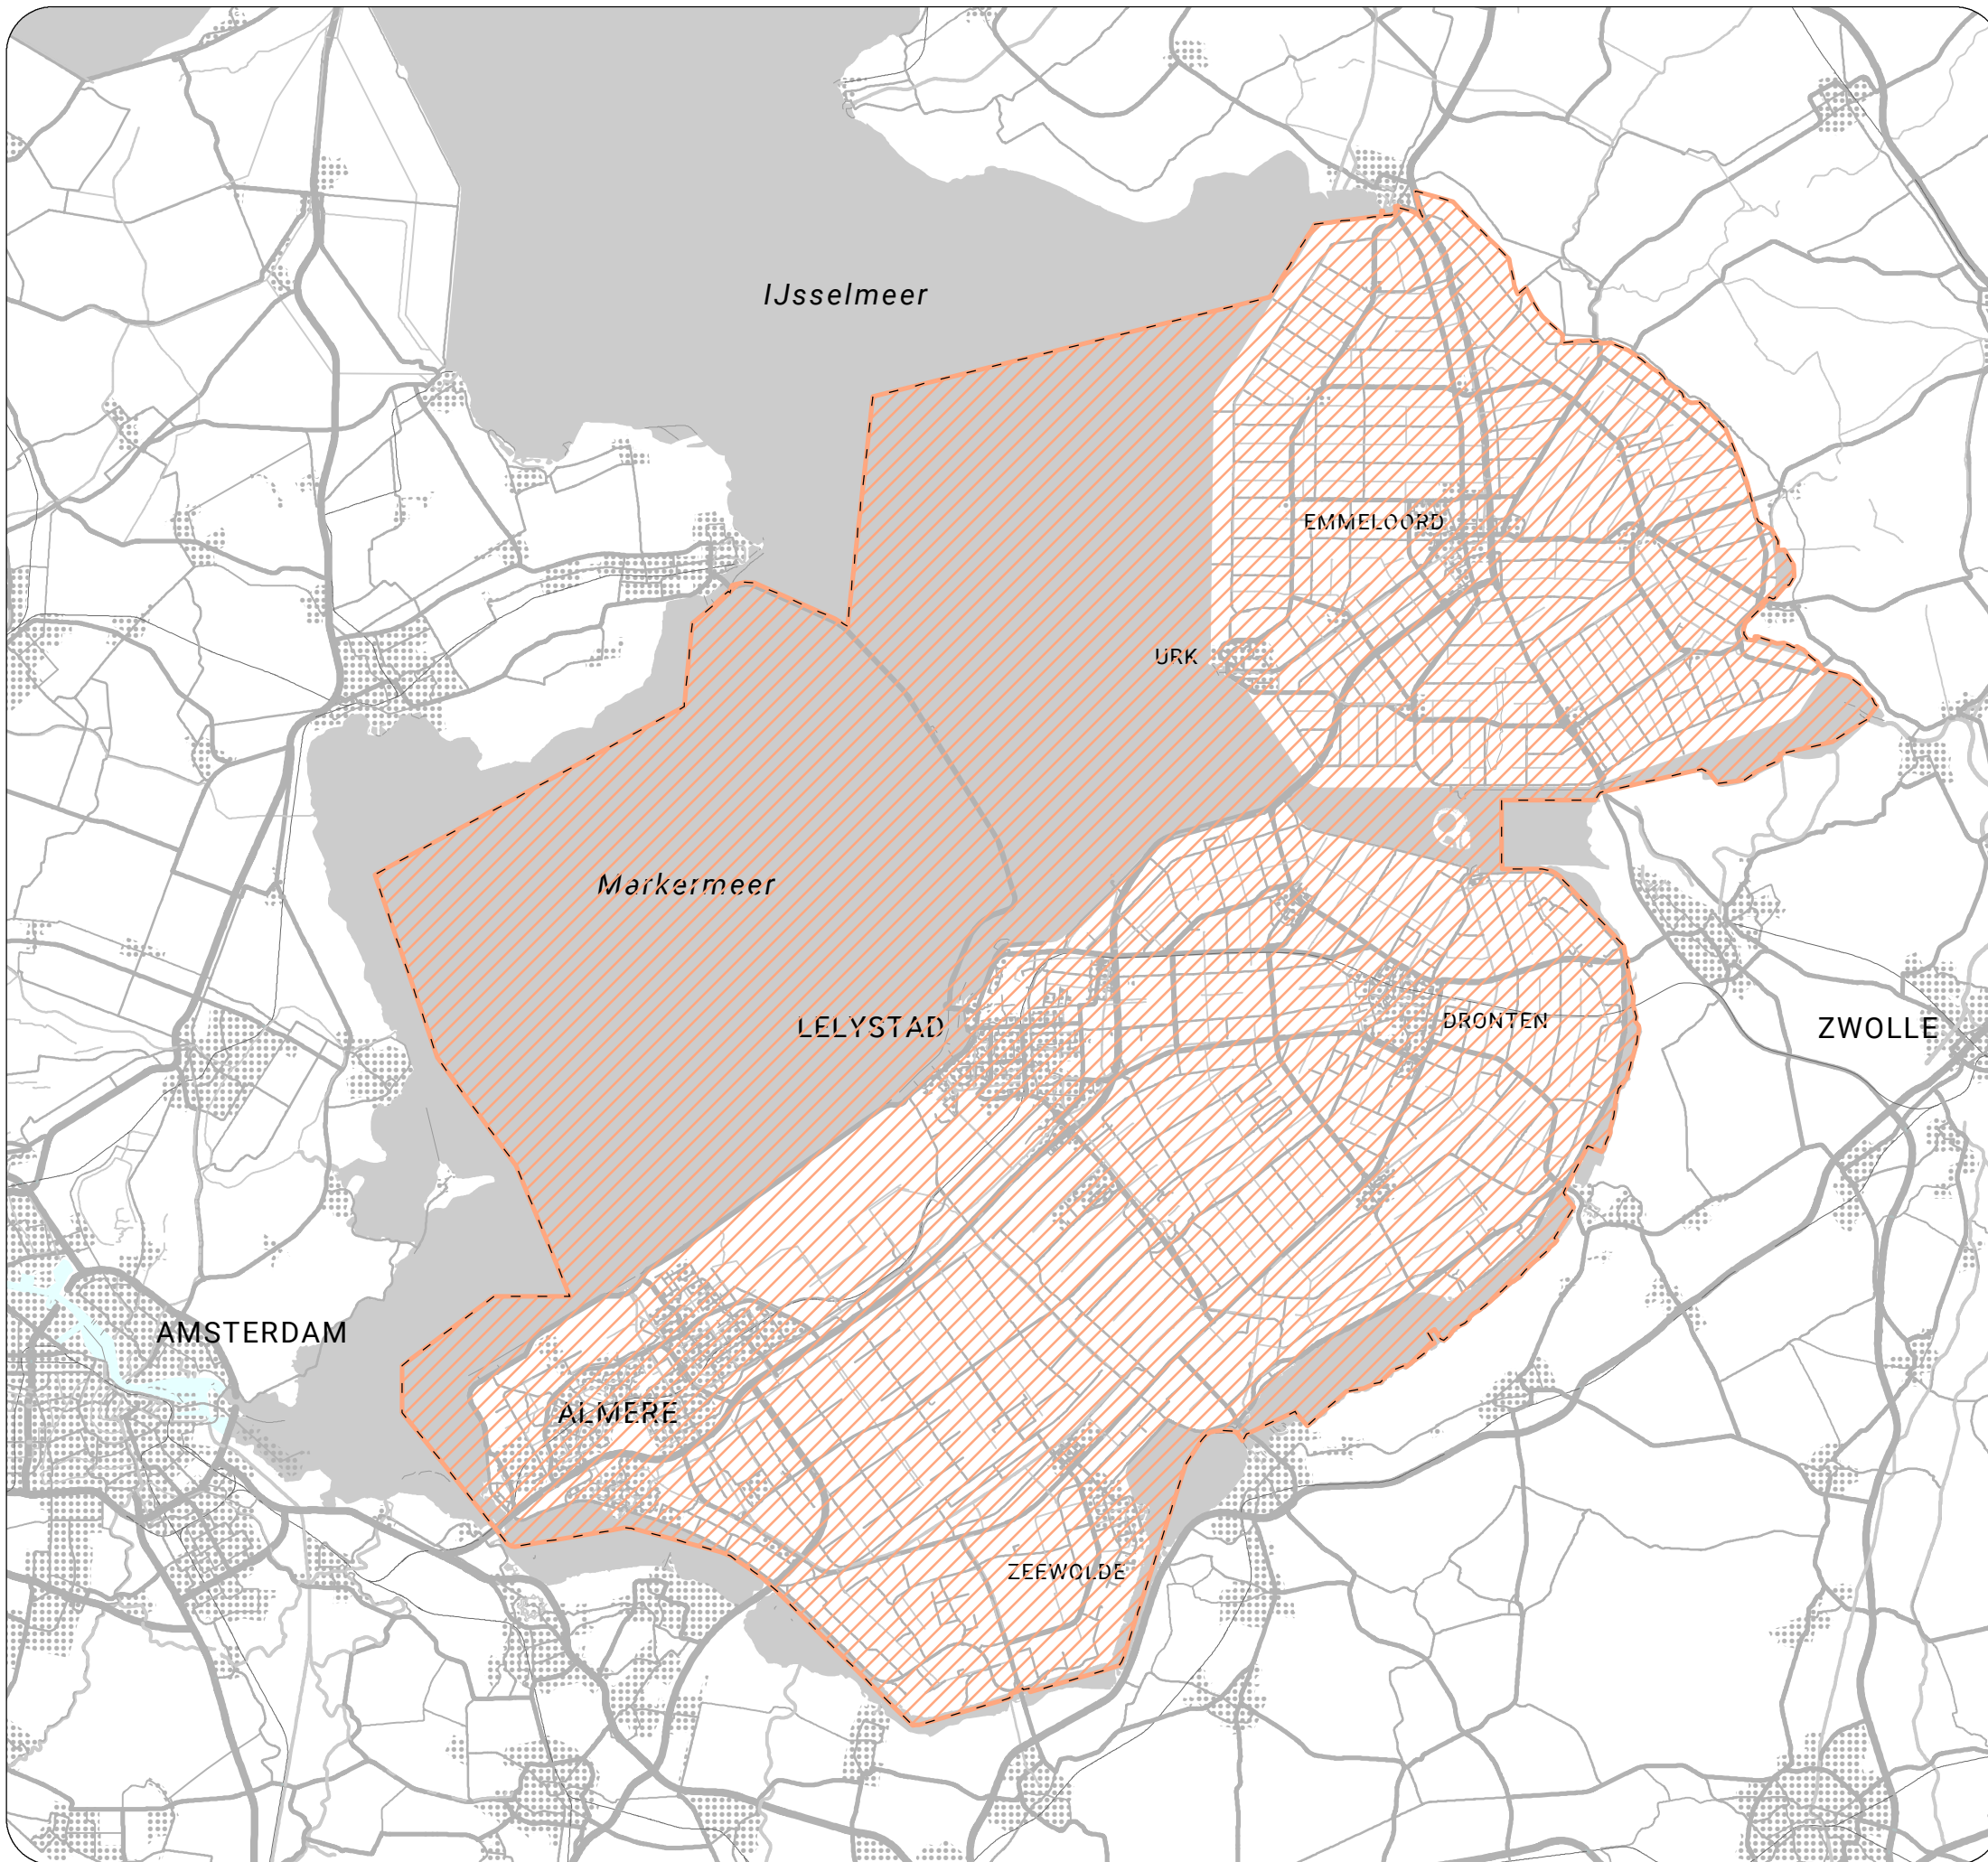 IJsselmeer
EMMELOORD
URK
Markermeer
LELYSTAD
DRONTEN
ZWOLLE
AMSTERDAM
ALMERE
ZEEWOLDE